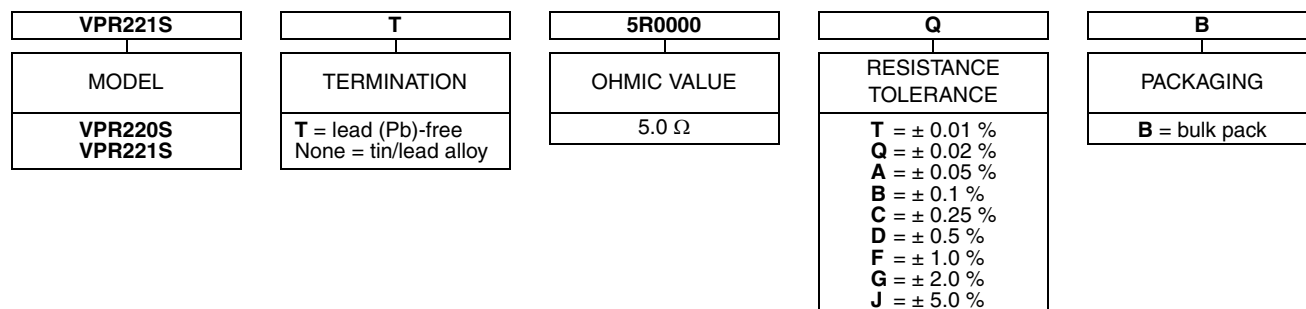 VPR221S
T
5R0000
Q
B
MODEL
TERMINATION
OHMIC VALUE
RESISTANCE
TOLERANCE
PACKAGING
VPR220S
VPR221S
T = lead (Pb)-free
None = tin/lead alloy
5.0 Ω
T = ± 0.01 %
Q = ± 0.02 %
A = ± 0.05 %
B = ± 0.1 %
C = ± 0.25 %
D = ± 0.5 %
F = ± 1.0 %
G = ± 2.0 %
J = ± 5.0 %
B = bulk pack